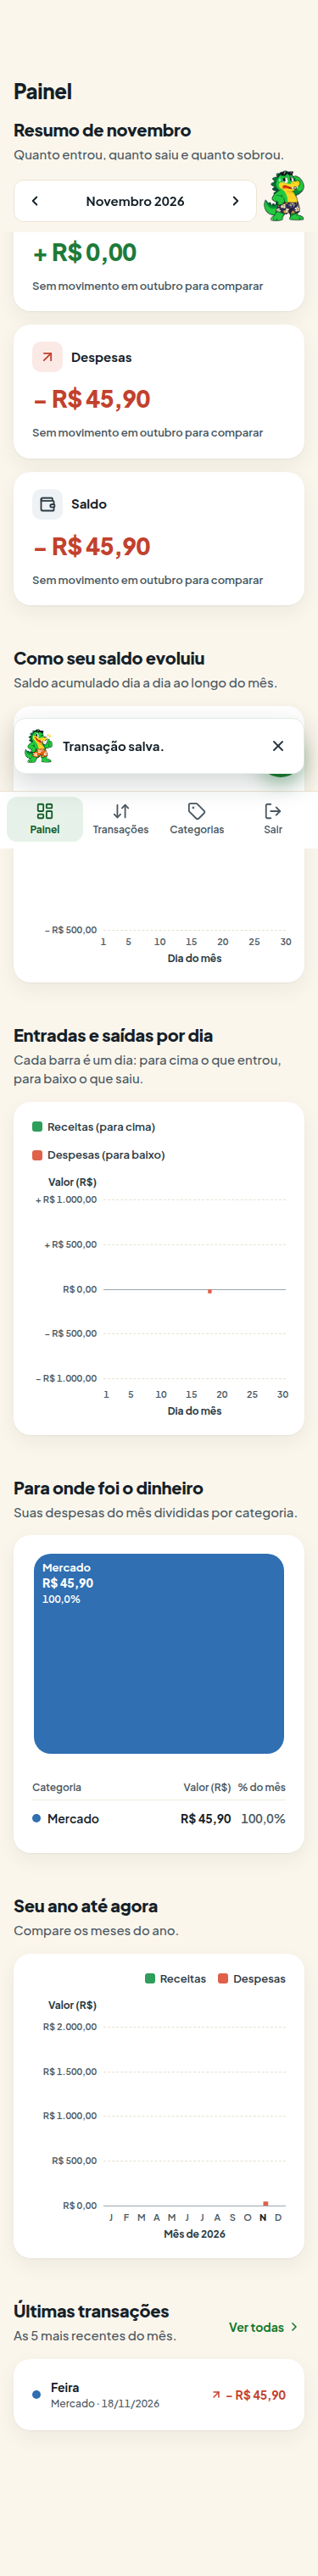 Painel
Resumo de novembro
Quanto entrou, quanto saiu e quanto sobrou.
Novembro 2026
+ R$ 0,00
Sem movimento em outubro para comparar
Despesas
− R$ 45,90
Sem movimento em outubro para comparar
Saldo
− R$ 45,90
Sem movimento em outubro para comparar
Como seu saldo evoluiu
Saldo acumulado dia a dia ao longo do mês.
Transação salva.
Painel Transações Categorias Sair
− R$ 500,00
1 5 10 15 20 25 30
Dia do mês
Entradas e saídas por dia
Cada barra é um dia: para cima o que entrou,
para baixo o que saiu.
Receitas (para cima)
Despesas (para baixo)
Valor (R$)
+ R$ 1.000,00
+ R$ 500,00
R$ 0,00
− R$ 500,00
− R$ 1.000,00
1 5 10 15 20 25 30
Dia do mês
Para onde foi o dinheiro
Suas despesas do mês divididas por categoria.
Mercado
R$ 45,90
100,0%
Categoria Valor (R$) % do mês
Mercado R$ 45,90 100,0%
Seu ano até agora
Compare os meses do ano.
Receitas Despesas
Valor (R$)
R$ 2.000,00
R$ 1.500,00
R$ 1.000,00
R$ 500,00
R$ 0,00
J F M A M J J A S O N D
Mês de 2026
Últimas transações
As 5 mais recentes do mês.
Ver todas
Feira
Mercado · 18/11/2026
− R$ 45,90